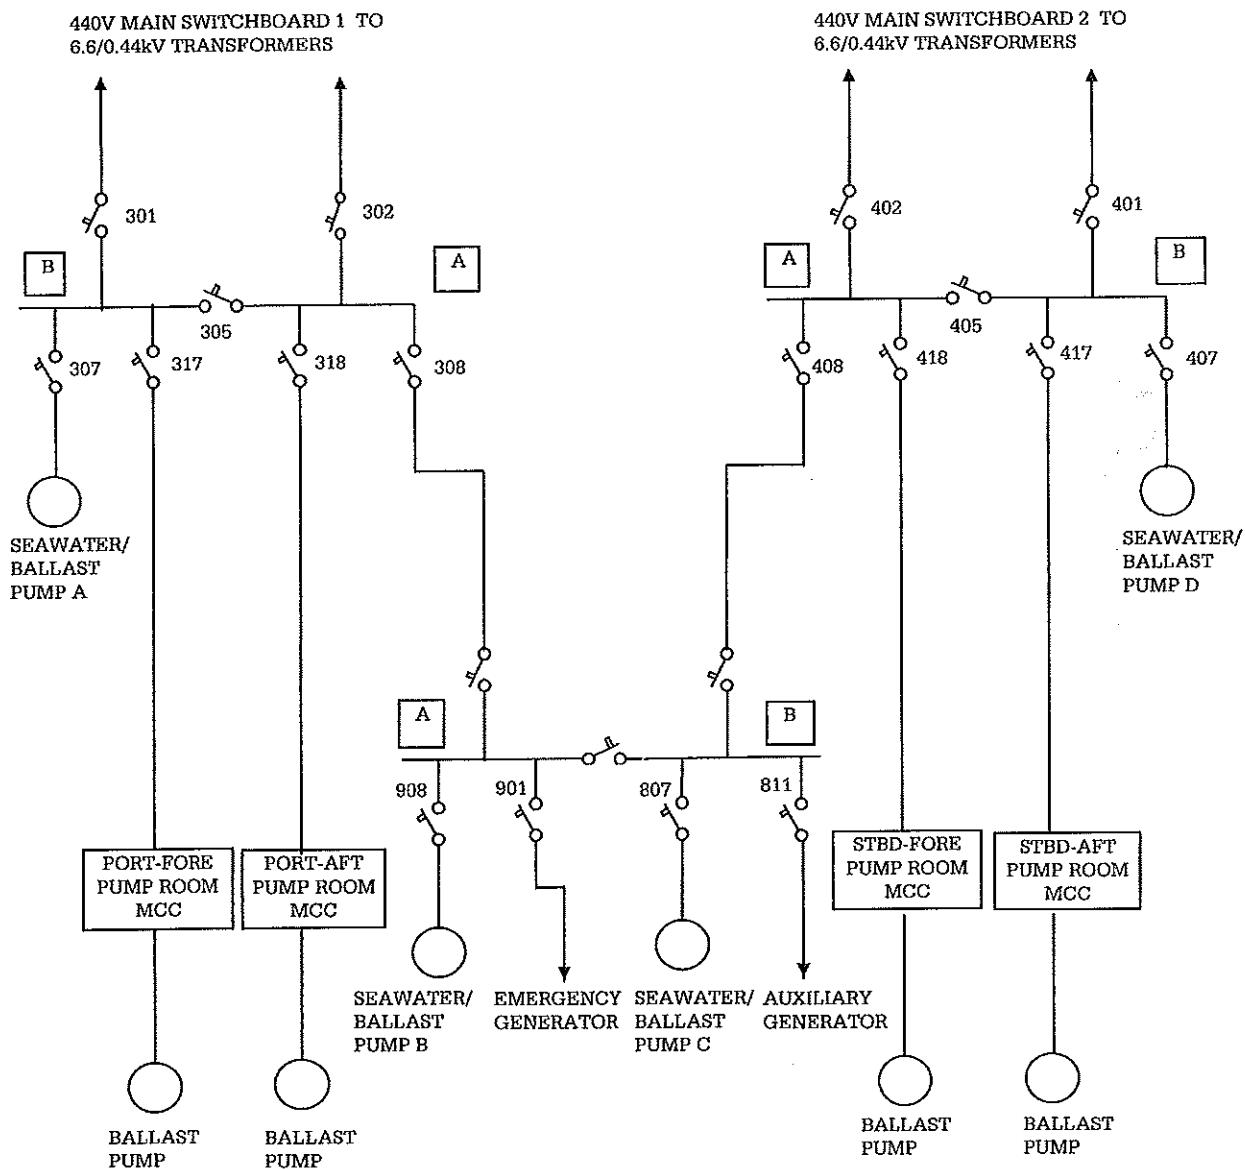 440V MAIN SWITCHBOARD 1 TO
6.6/0.44kV TRANSFORMERS
440V MAIN SWITCHBOARD 2 TO
6.6/0.44kV TRANSFORMERS
301
302
402
401
B
A
A
B
305
405
307
317
318
308
408
418
417
407
SEAWATER/
BALLAST
PUMP A
SEAWATER/
BALLAST
PUMP D
A
B
908
901
807
811
PORT-FORE
PUMP ROOM
MCC
PORT-AFT
PUMP ROOM
MCC
STBD-FORE
PUMP ROOM
MCC
STBD-AFT
PUMP ROOM
MCC
SEAWATER/
BALLAST
PUMP B
EMERGENCY
GENERATOR
SEAWATER/
BALLAST
PUMP C
AUXILIARY
GENERATOR
BALLAST
PUMP
BALLAST
PUMP
BALLAST
PUMP
BALLAST
PUMP